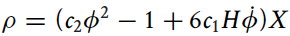 ρ = (c₂ϕ² − 1 + 6c₁Hϕ̇)X